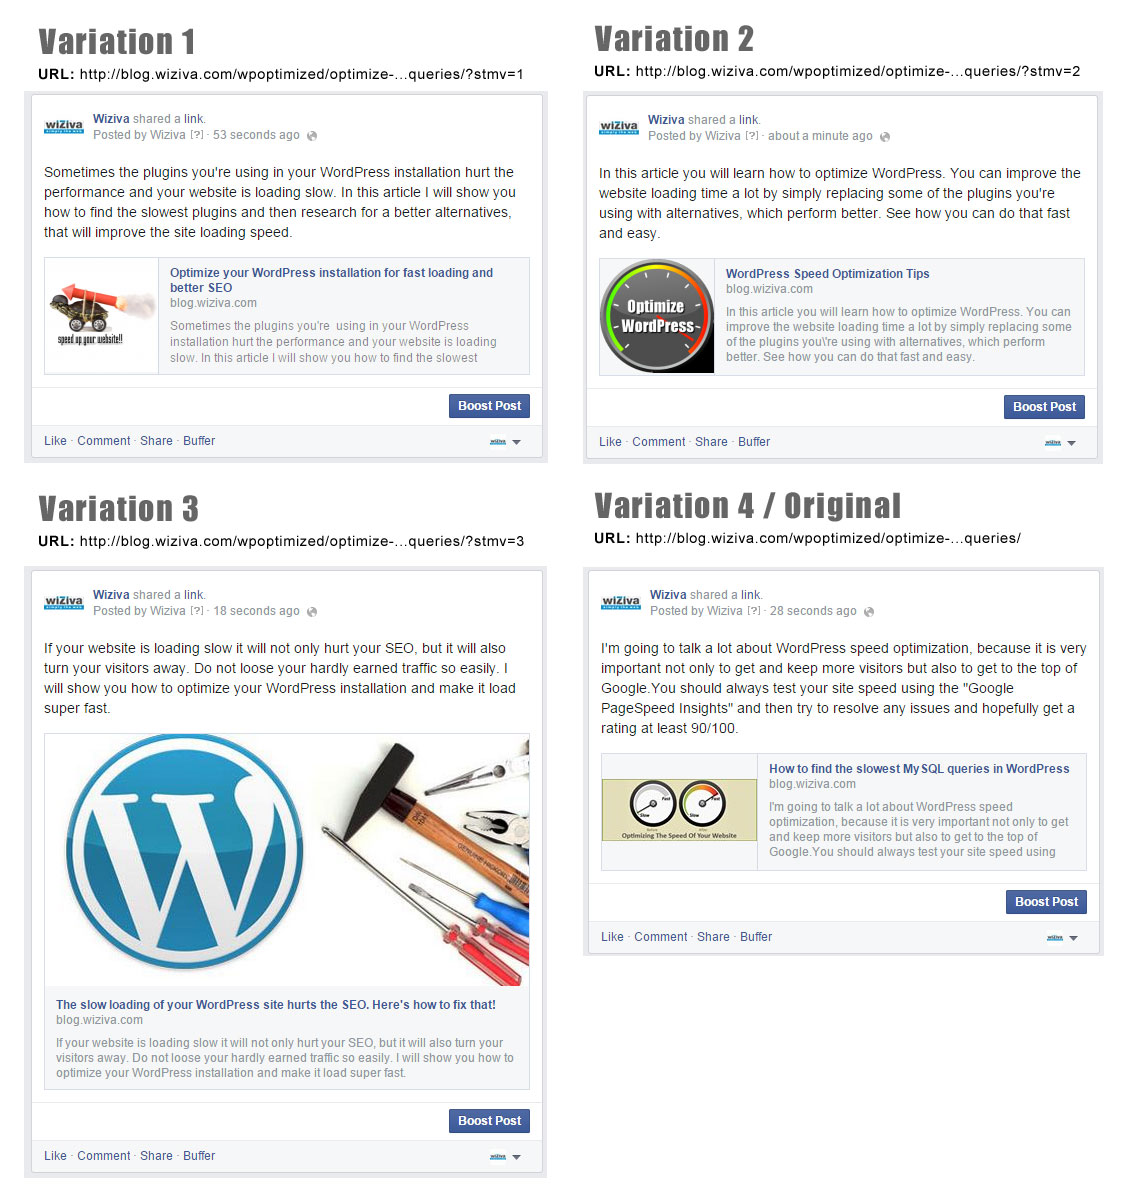 Variation 1
URL: http://blog.wiziva.com/wpoptimized/optimize-...queries/?stmv=1
wiZiva
simply the web
Wiziva shared a link.
Posted by Wiziva [?] · 53 seconds ago
Sometimes the plugins you're using in your WordPress installation hurt the
performance and your website is loading slow. In this article I will show you
how to find the slowest plugins and then research for a better alternatives,
that will improve the site loading speed.
speed up your website!!
Optimize your WordPress installation for fast loading and
better SEO
blog.wiziva.com
Sometimes the plugins you're using in your WordPress
installation hurt the performance and your website is loading
slow. In this article I will show you how to find the slowest
Boost Post
Like · Comment · Share · Buffer
wiZiva
Variation 2
URL: http://blog.wiziva.com/wpoptimized/optimize-...queries/?stmv=2
wiZiva
simply the web
Wiziva shared a link.
Posted by Wiziva [?] · about a minute ago
In this article you will learn how to optimize WordPress. You can improve the
website loading time a lot by simply replacing some of the plugins you're
using with alternatives, which perform better. See how you can do that fast
and easy.
Optimize
WordPress
WordPress Speed Optimization Tips
blog.wiziva.com
In this article you will learn how to optimize WordPress. You can
improve the website loading time a lot by simply replacing some
of the plugins you\'re using with alternatives, which perform
better. See how you can do that fast and easy.
Boost Post
Like · Comment · Share · Buffer
wiZiva
Variation 3
URL: http://blog.wiziva.com/wpoptimized/optimize-...queries/?stmv=3
wiZiva
simply the web
Wiziva shared a link.
Posted by Wiziva [?] · 18 seconds ago
If your website is loading slow it will not only hurt your SEO, but it will also
turn your visitors away. Do not loose your hardly earned traffic so easily. I
will show you how to optimize your WordPress installation and make it load
super fast.
W
GENUINE HICKORY
The slow loading of your WordPress site hurts the SEO. Here's how to fix that!
blog.wiziva.com
If your website is loading slow it will not only hurt your SEO, but it will also turn your
visitors away. Do not loose your hardly earned traffic so easily. I will show you how to
optimize your WordPress installation and make it load super fast.
Boost Post
Like · Comment · Share · Buffer
wiZiva
Variation 4 / Original
URL: http://blog.wiziva.com/wpoptimized/optimize-...queries/
wiZiva
simply the web
Wiziva shared a link.
Posted by Wiziva [?] · 28 seconds ago
I'm going to talk a lot about WordPress speed optimization, because it is very
important not only to get and keep more visitors but also to get to the top of
Google.You should always test your site speed using the "Google
PageSpeed Insights" and then try to resolve any issues and hopefully get a
rating at least 90/100.
Fast
Slow
Fast
Slow
Optimizing The Speed Of Your Website
How to find the slowest MySQL queries in WordPress
blog.wiziva.com
I'm going to talk a lot about WordPress speed
optimization, because it is very important not only to get
and keep more visitors but also to get to the top of
Google.You should always test your site speed using
Boost Post
Like · Comment · Share · Buffer
wiZiva